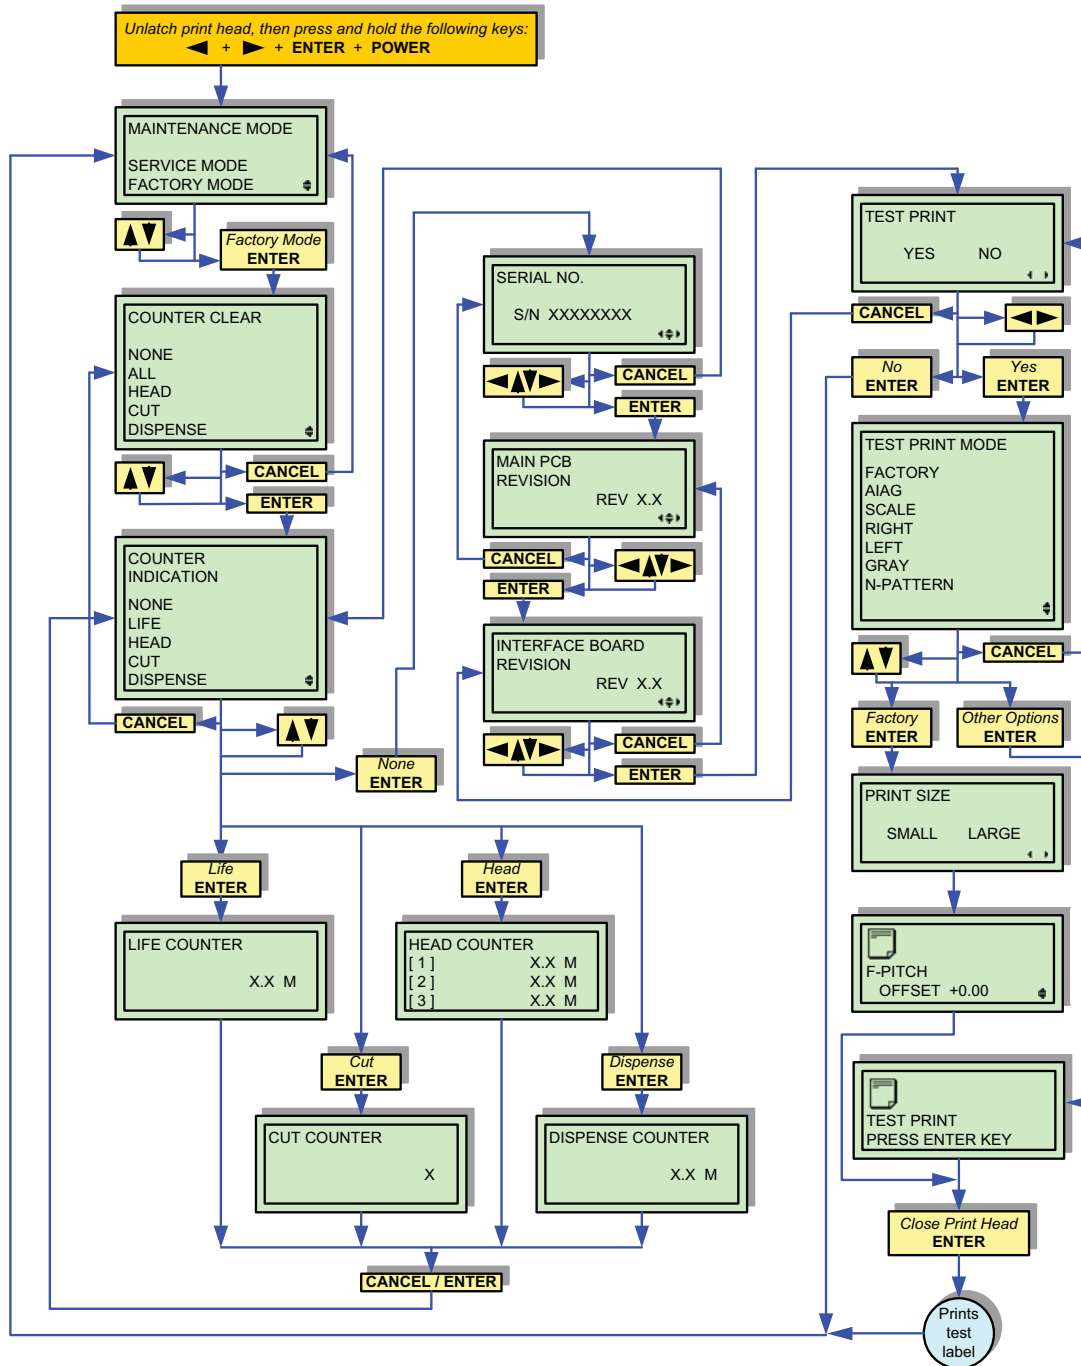 Unlatch print head, then press and hold the following keys:
◄ + ► + ENTER + POWER
MAINTENANCE MODE
SERVICE MODE
FACTORY MODE
Factory Mode
ENTER
COUNTER CLEAR
NONE
ALL
HEAD
CUT
DISPENSE
CANCEL
ENTER
COUNTER
INDICATION
NONE
LIFE
HEAD
CUT
DISPENSE
CANCEL
None
ENTER
Life
ENTER
LIFE COUNTER
X.X M
Cut
ENTER
CUT COUNTER
X
Head
ENTER
HEAD COUNTER
[ 1 ] X.X M
[ 2 ] X.X M
[ 3 ] X.X M
Dispense
ENTER
DISPENSE COUNTER
X.X M
CANCEL / ENTER
SERIAL NO.
S/N XXXXXXXX
CANCEL
ENTER
MAIN PCB
REVISION
REV X.X
CANCEL
ENTER
INTERFACE BOARD
REVISION
REV X.X
CANCEL
ENTER
TEST PRINT
YES NO
CANCEL
No
ENTER
Yes
ENTER
TEST PRINT MODE
FACTORY
AIAG
SCALE
RIGHT
LEFT
GRAY
N-PATTERN
CANCEL
Factory
ENTER
Other Options
ENTER
PRINT SIZE
SMALL LARGE
F-PITCH
OFFSET +0.00
TEST PRINT
PRESS ENTER KEY
Close Print Head
ENTER
Prints
test
label